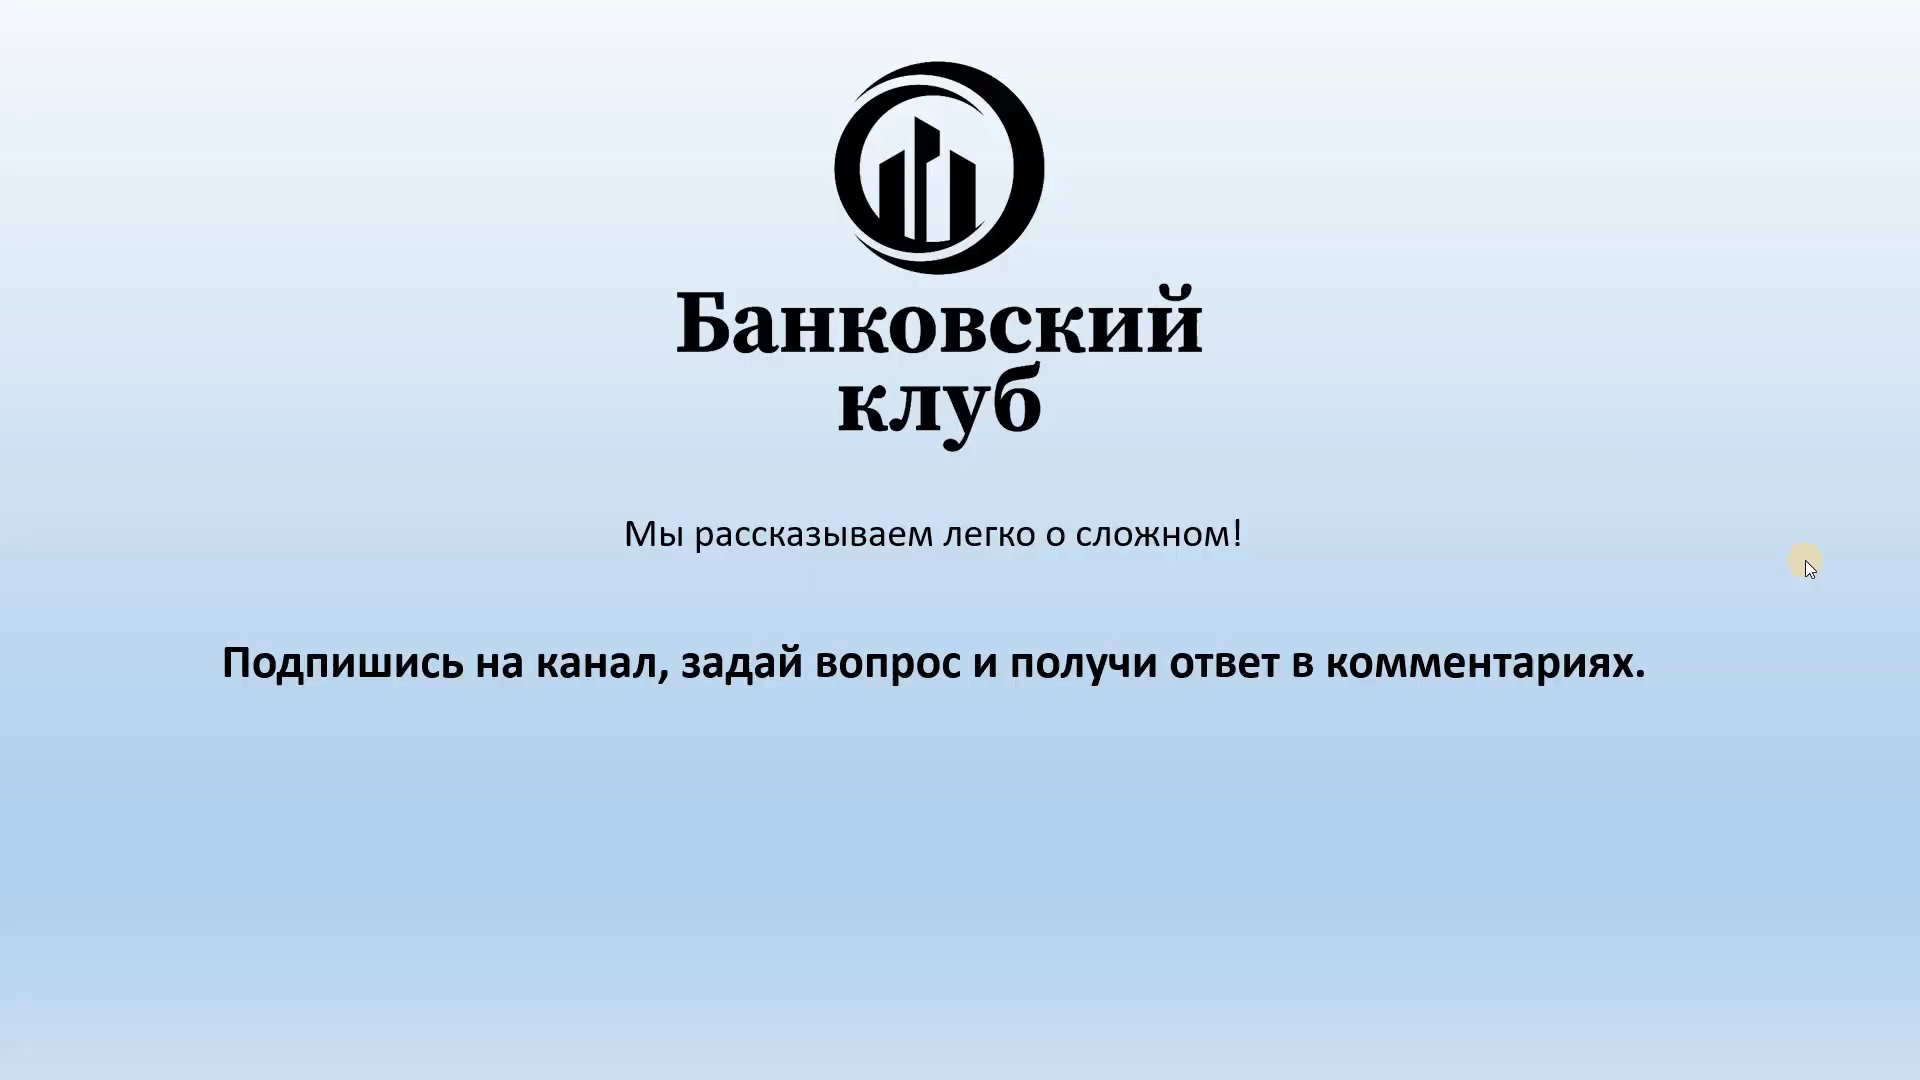 Банковский
клуб
Мы рассказываем легко о сложном!
Подпишись на канал, задай вопрос и получи ответ в комментариях.